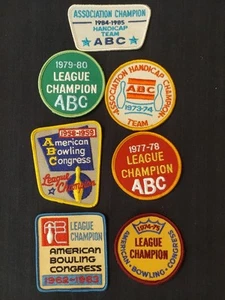 ASSOCIATION CHAMPION
1984-1985
HANDICAP
TEAM
ABC
1979-80
LEAGUE
CHAMPION
ABC
ASSOCIATION HANDICAP CHAMPION
ABC
1973-74
TEAM
1958-1959
American
Bowling
Congress
League Champion
1977-78
LEAGUE
CHAMPION
ABC
LEAGUE
CHAMPION
AMERICAN
BOWLING
CONGRESS
1962-1963
1974-75
LEAGUE
CHAMPION
AMERICAN BOWLING CONGRESS